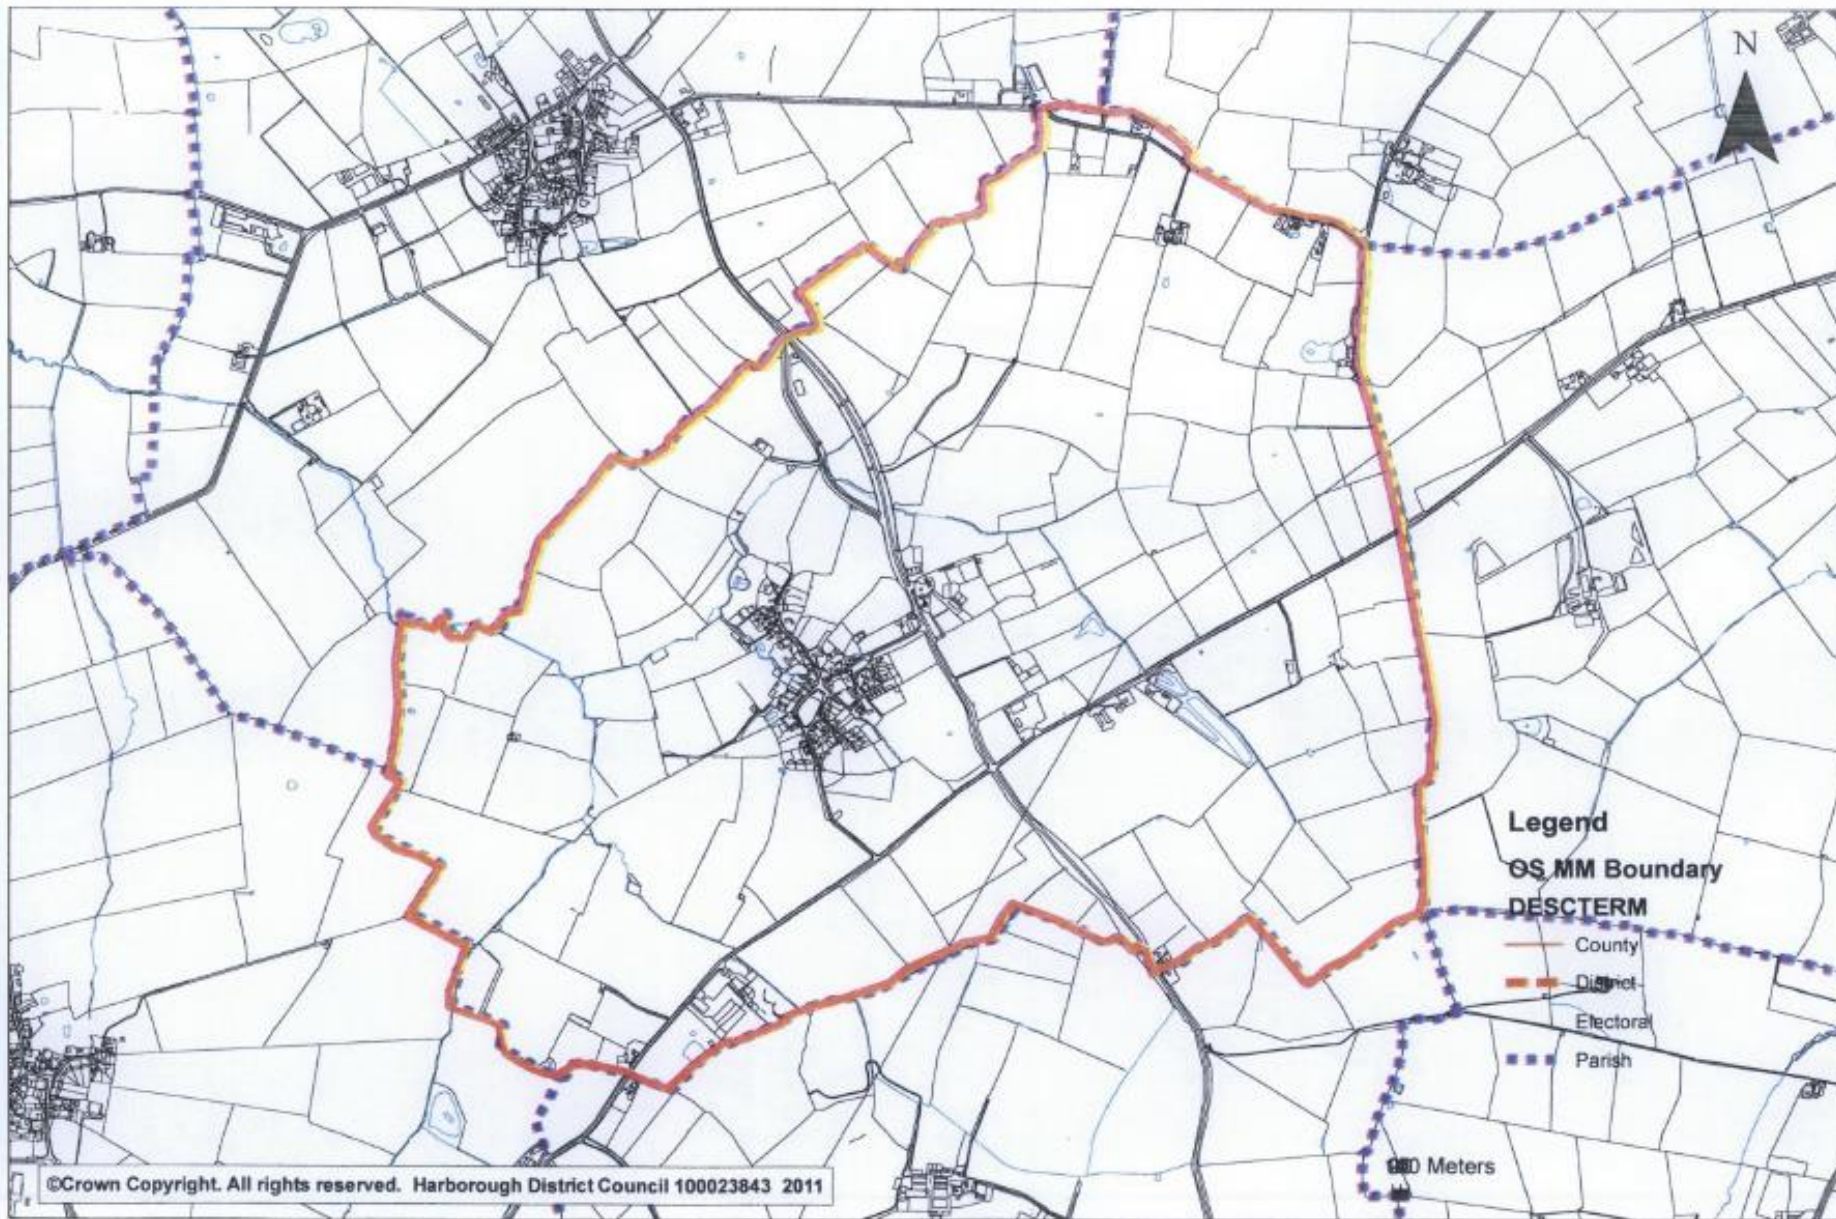 N
Legend
OS MM Boundary
DESCTERM
County
District
Electoral
Parish
Meters
©Crown Copyright. All rights reserved. Harborough District Council 100023843 2011